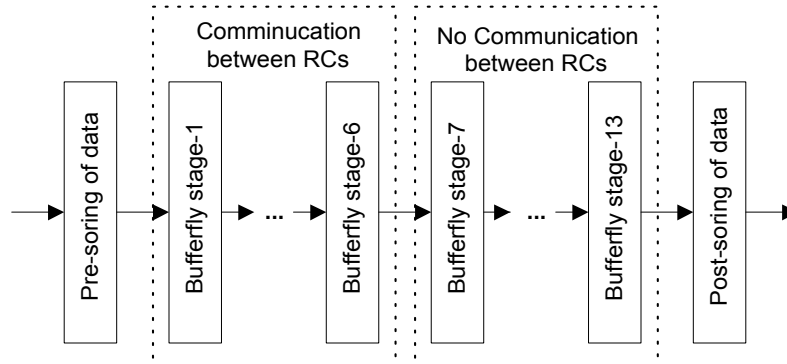 Comminucation
between RCs
No Communication
between RCs
Pre-soring of data
Bufferfly stage-1
...
Bufferfly stage-6
Bufferfly stage-7
...
Bufferfly stage-13
Post-soring of data